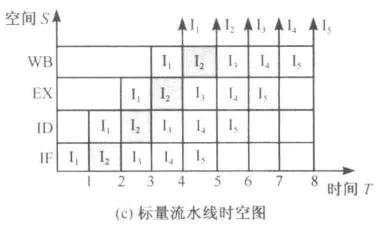 空间 S
I₁ I₂ I₃ I₄ I₅
WB I₁ I₂ I₃ I₄ I₅
EX I₁ I₂ I₃ I₄ I₅
ID I₁ I₂ I₃ I₄ I₅
IF I₁ I₂ I₃ I₄ I₅
1 2 3 4 5 6 7 8
时间 T
(c) 标量流水线时空图